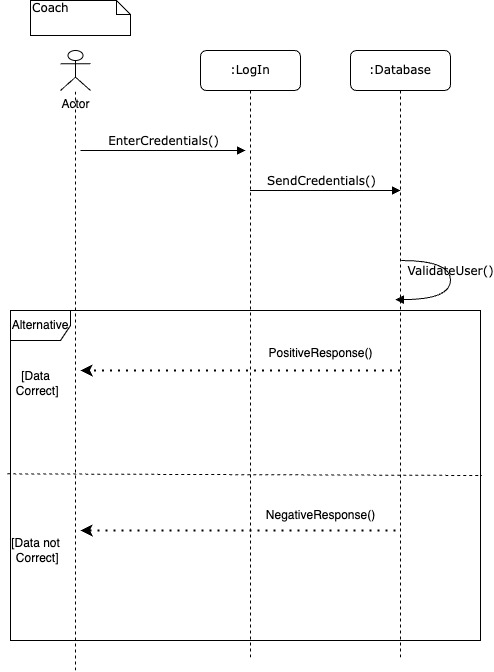 Coach
:LogIn
:Database
Actor
EnterCredentials()
SendCredentials()
ValidateUser()
Alternative
PositiveResponse()
[Data
Correct]
NegativeResponse()
[Data not
Correct]